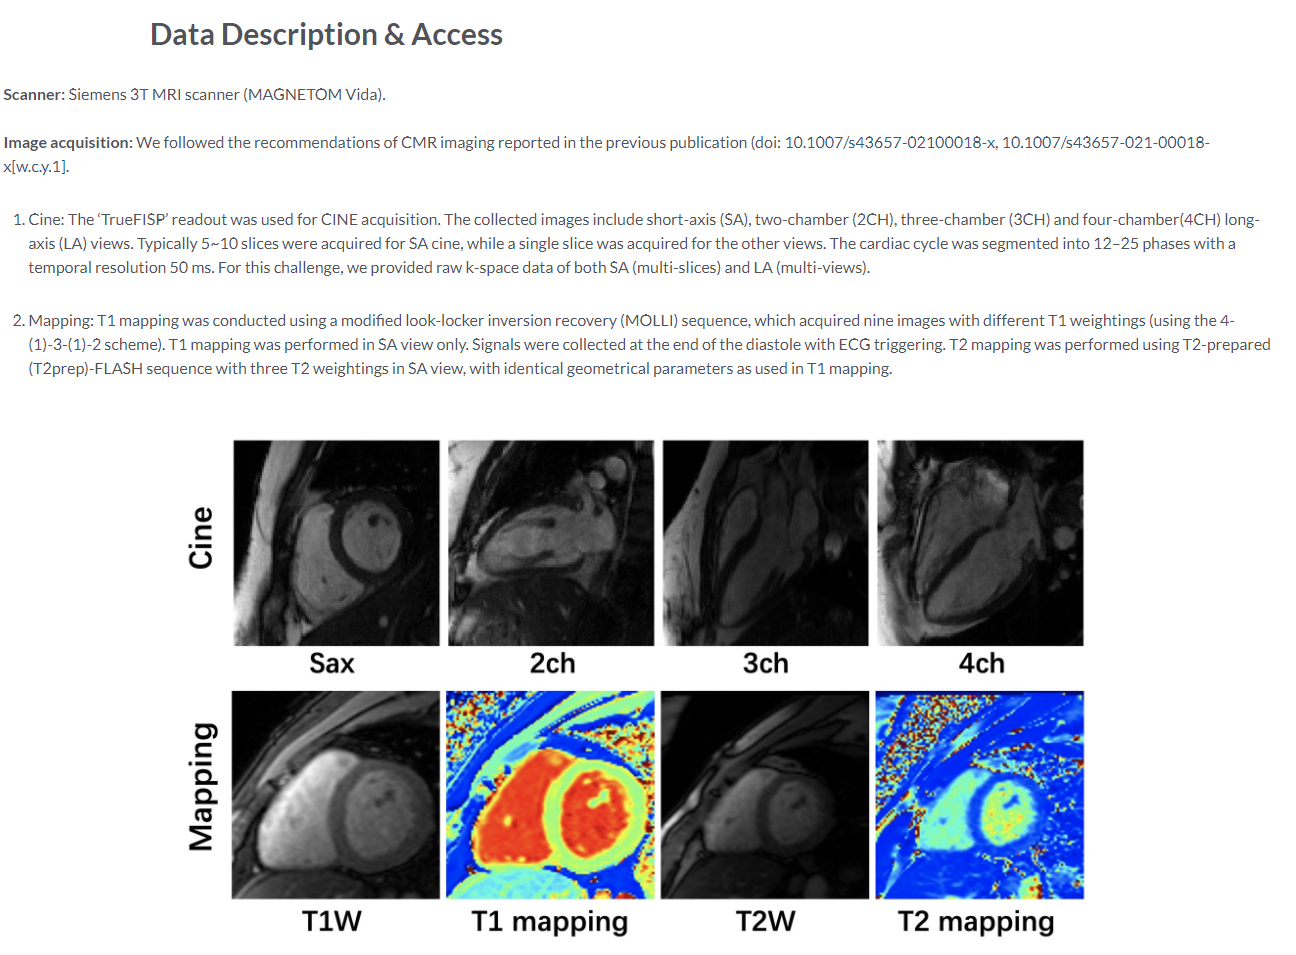 Data Description & Access
Scanner: Siemens 3T MRI scanner (MAGNETOM Vida).
Image acquisition: We followed the recommendations of CMR imaging reported in the previous publication (doi: 10.1007/s43657-02100018-x, 10.1007/s43657-021-00018-
x[w.c.y.1].
1. Cine: The ‘TrueFISP’ readout was used for CINE acquisition. The collected images include short-axis (SA), two-chamber (2CH), three-chamber (3CH) and four-chamber(4CH) long-
axis (LA) views. Typically 5~10 slices were acquired for SA cine, while a single slice was acquired for the other views. The cardiac cycle was segmented into 12–25 phases with a
temporal resolution 50 ms. For this challenge, we provided raw k-space data of both SA (multi-slices) and LA (multi-views).
2. Mapping: T1 mapping was conducted using a modified look-locker inversion recovery (MOLLI) sequence, which acquired nine images with different T1 weightings (using the 4-
(1)-3-(1)-2 scheme). T1 mapping was performed in SA view only. Signals were collected at the end of the diastole with ECG triggering. T2 mapping was performed using T2-prepared
(T2prep)-FLASH sequence with three T2 weightings in SA view, with identical geometrical parameters as used in T1 mapping.
Cine
Sax
2ch
3ch
4ch
Mapping
T1W
T1 mapping
T2W
T2 mapping